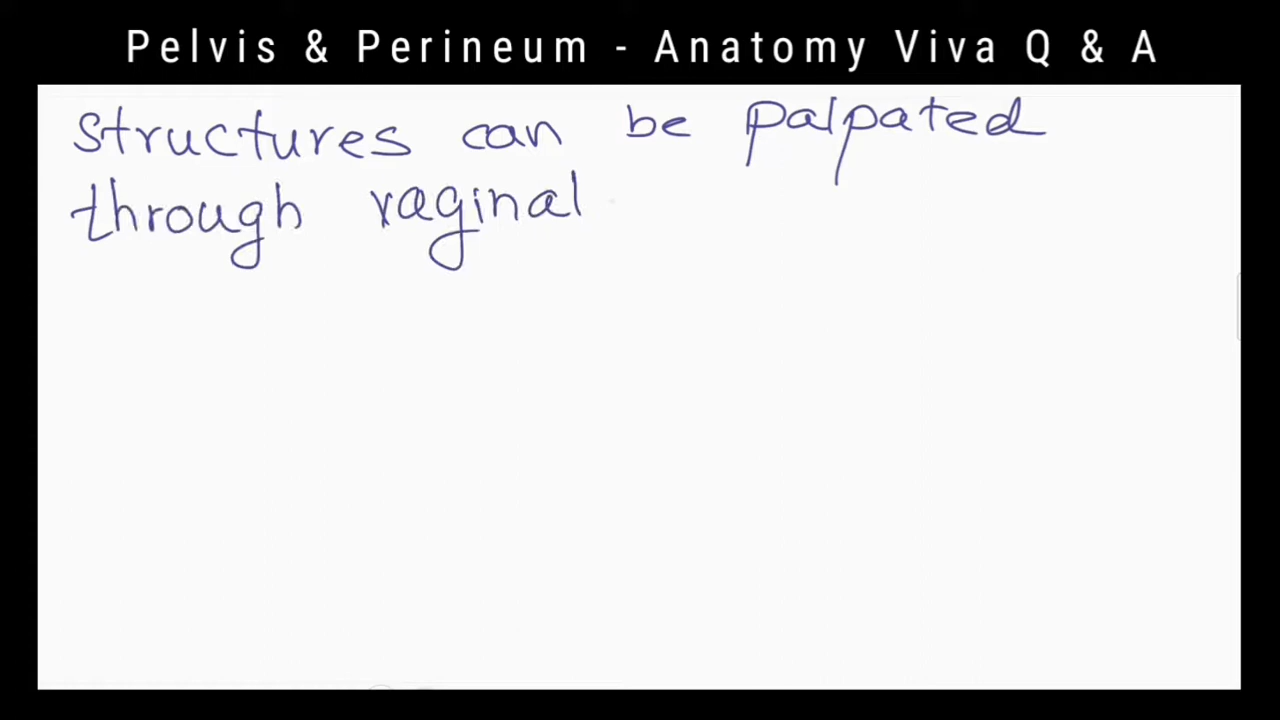 Pelvis & Perineum - Anatomy Viva Q & A
structures can be palpated
through vaginal